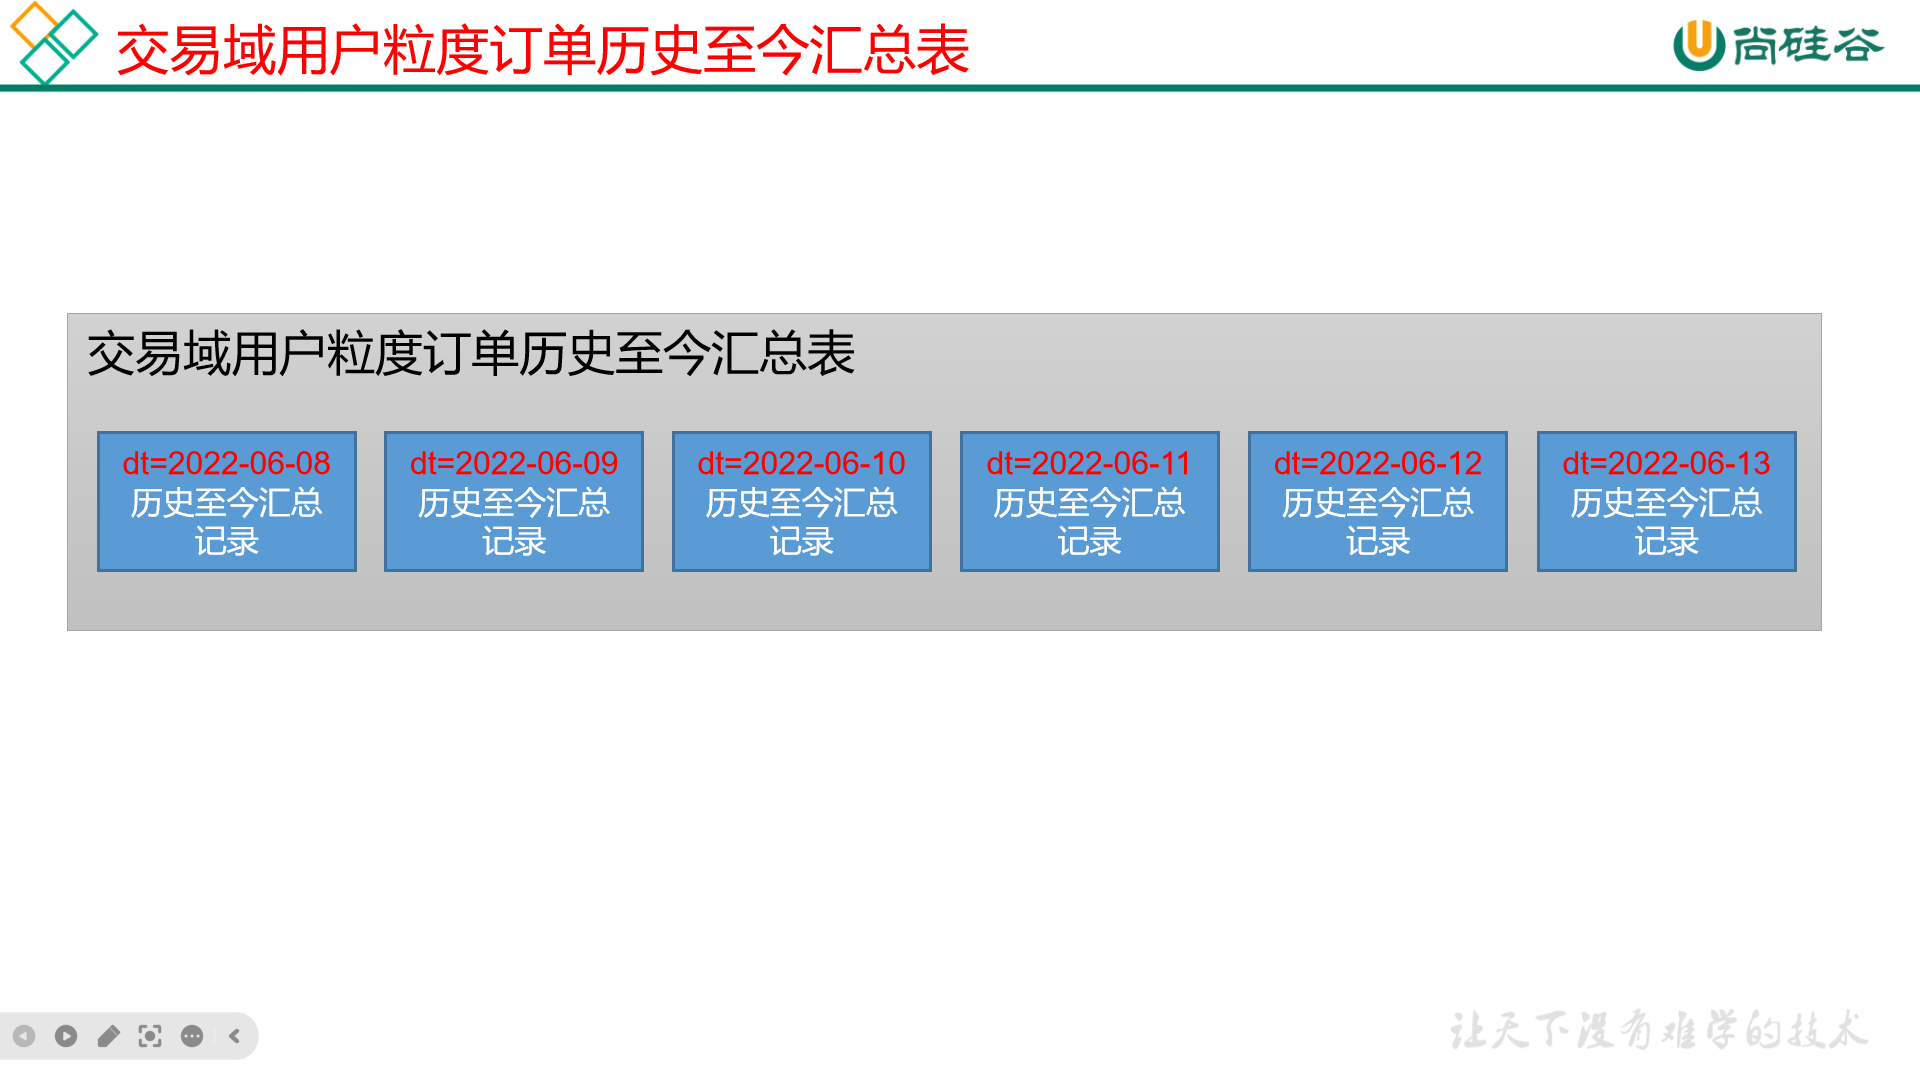 交易域用户粒度订单历史至今汇总表
尚硅谷
交易域用户粒度订单历史至今汇总表
dt=2022-06-08
历史至今汇总
记录
dt=2022-06-09
历史至今汇总
记录
dt=2022-06-10
历史至今汇总
记录
dt=2022-06-11
历史至今汇总
记录
dt=2022-06-12
历史至今汇总
记录
dt=2022-06-13
历史至今汇总
记录
让天下没有难学的技术